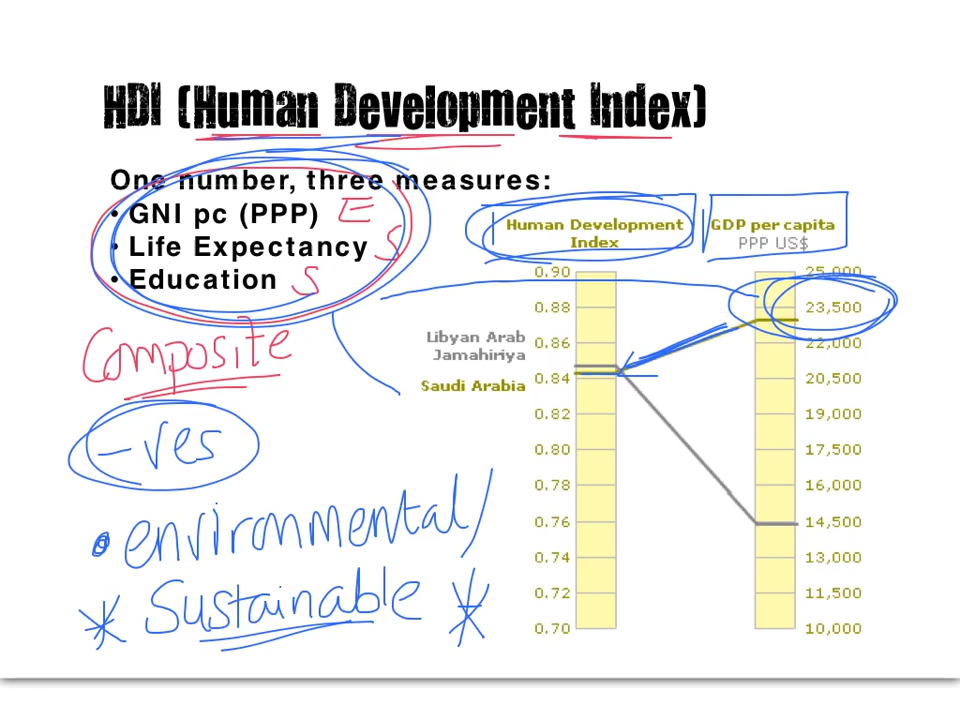 HDI (Human Development Index)
One number, three measures:
• GNI pc (PPP) E
• Life Expectancy S
• Education S
Composite
-ves
• environmental/
* Sustainable *
Human Development
Index
GDP per capita
PPP US$
0.90
0.88
0.86
0.84
0.82
0.80
0.78
0.76
0.74
0.72
0.70
Libyan Arab
Jamahiriya
Saudi Arabia
25,000
23,500
22,000
20,500
19,000
17,500
16,000
14,500
13,000
11,500
10,000